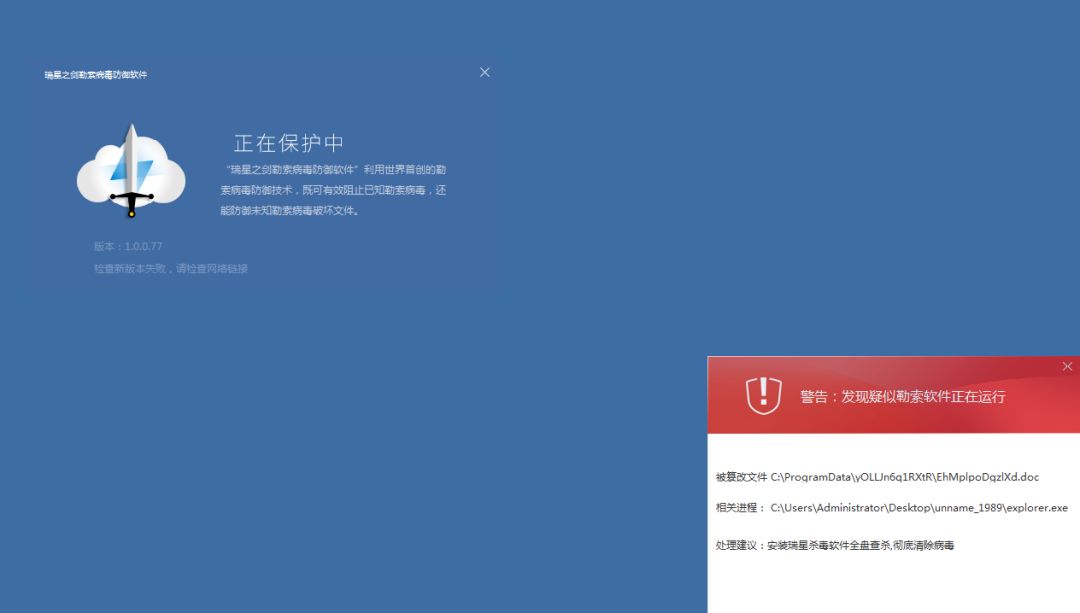 瑞星之剑勒索病毒防御软件
正在保护中
“瑞星之剑勒索病毒防御软件”利用世界首创的勒
索病毒防御技术，既可有效阻止已知勒索病毒，还
能防御未知勒索病毒破坏文件。
版本：1.0.0.77
检查新版本失败，请检查网络链接
警告：发现疑似勒索软件正在运行
被篡改文件 C:\ProgramData\yOLLJn6q1RXtR\EhMplpoDqzlXd.doc
相关进程： C:\Users\Administrator\Desktop\unname_1989\explorer.exe
处理建议：安装瑞星杀毒软件全盘查杀,彻底清除病毒